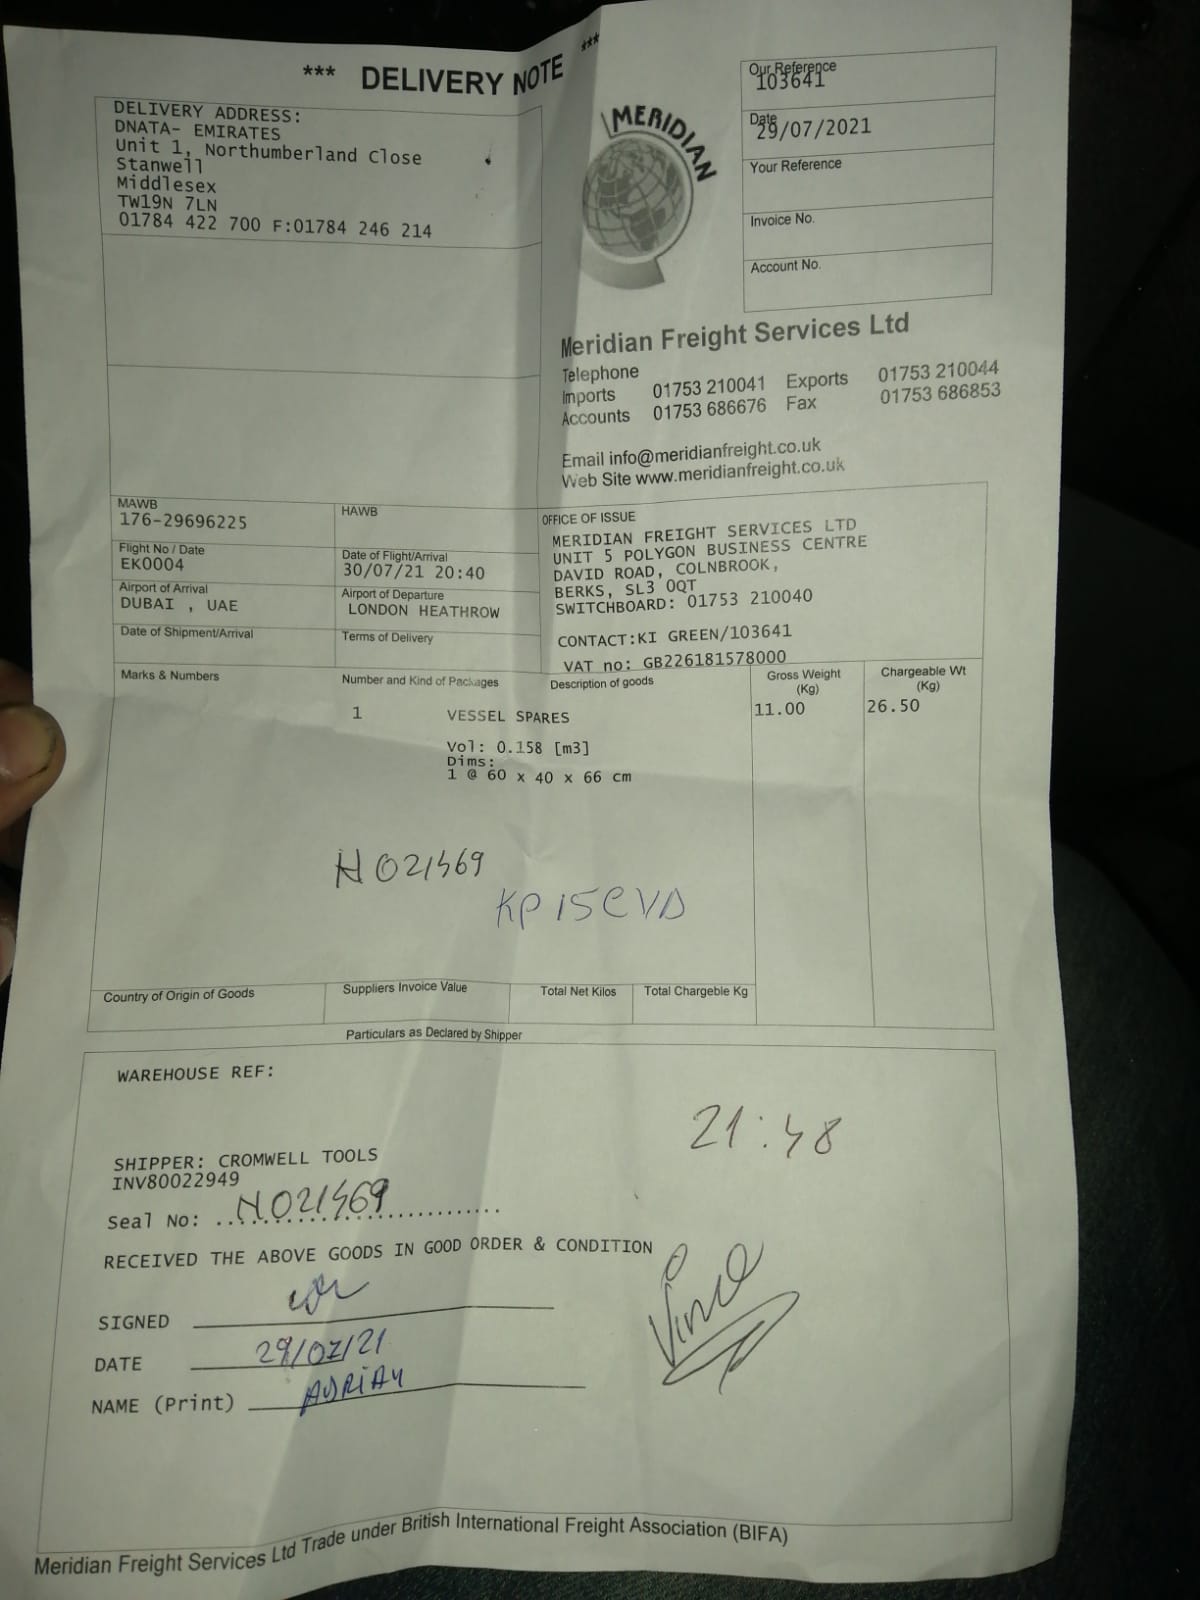 *** DELIVERY NOTE ***
DELIVERY ADDRESS:
DNATA- EMIRATES
Unit 1, Northumberland Close
Stanwell
Middlesex
TW19N 7LN
01784 422 700 F:01784 246 214
MERIDIAN
Our Reference
103641
Date
29/07/2021
Your Reference
Invoice No.
Account No.
Meridian Freight Services Ltd
Telephone
Imports 01753 210041 Exports 01753 210044
Accounts 01753 686676 Fax 01753 686853
Email info@meridianfreight.co.uk
Web Site www.meridianfreight.co.uk
MAWB
176-29696225
HAWB
Flight No / Date
EK0004
Date of Flight/Arrival
30/07/21 20:40
Airport of Arrival
DUBAI , UAE
Airport of Departure
LONDON HEATHROW
Date of Shipment/Arrival
Terms of Delivery
OFFICE OF ISSUE
MERIDIAN FREIGHT SERVICES LTD
UNIT 5 POLYGON BUSINESS CENTRE
DAVID ROAD, COLNBROOK,
BERKS, SL3 0QT
SWITCHBOARD: 01753 210040
CONTACT:KI GREEN/103641
VAT no: GB226181578000
Marks & Numbers Number and Kind of Packages Description of goods Gross Weight (Kg) Chargeable Wt (Kg)
1 VESSEL SPARES 11.00 26.50
Vol: 0.158 [m3]
Dims:
1 @ 60 x 40 x 66 cm
N021469
KP15CVD
Country of Origin of Goods Suppliers Invoice Value Total Net Kilos Total Chargeble Kg
Particulars as Declared by Shipper
WAREHOUSE REF:
21:48
SHIPPER: CROMWELL TOOLS
INV80022949
Seal No: N021469
RECEIVED THE ABOVE GOODS IN GOOD ORDER & CONDITION
SIGNED
Vince
DATE 29/07/21
NAME (Print) ADRIAN
Meridian Freight Services Ltd Trade under British International Freight Association (BIFA)